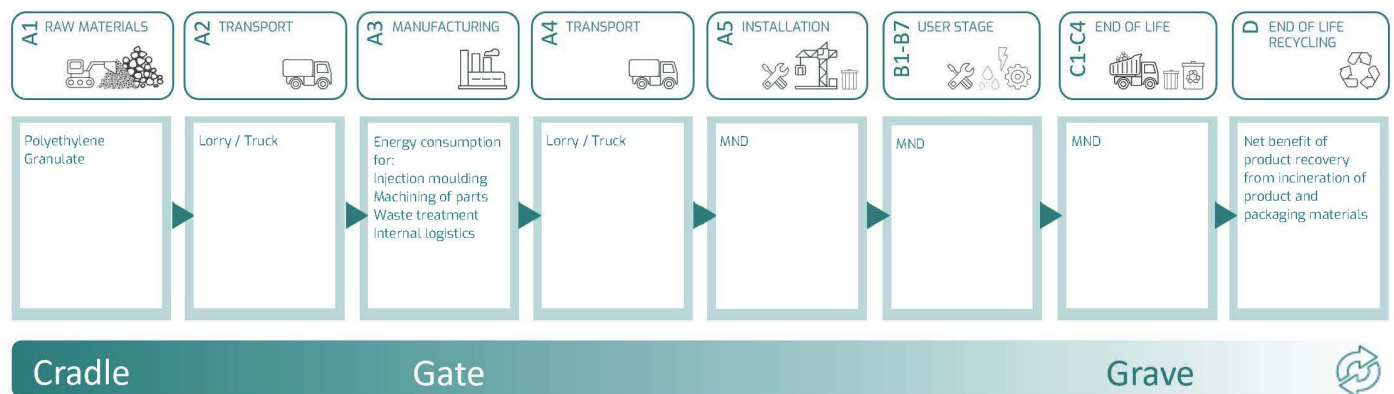 A1 RAW MATERIALS
A2 TRANSPORT
A3 MANUFACTURING
A4 TRANSPORT
A5 INSTALLATION
B1-B7 USER STAGE
C1-C4 END OF LIFE
D END OF LIFE
RECYCLING
Polyethylene
Granulate
Lorry / Truck
Energy consumption
for:
Injection moulding
Machining of parts
Waste treatment
Internal logistics
Lorry / Truck
MND
MND
MND
Net benefit of
product recovery
from incineration of
product and
packaging materials
Cradle
Gate
Grave